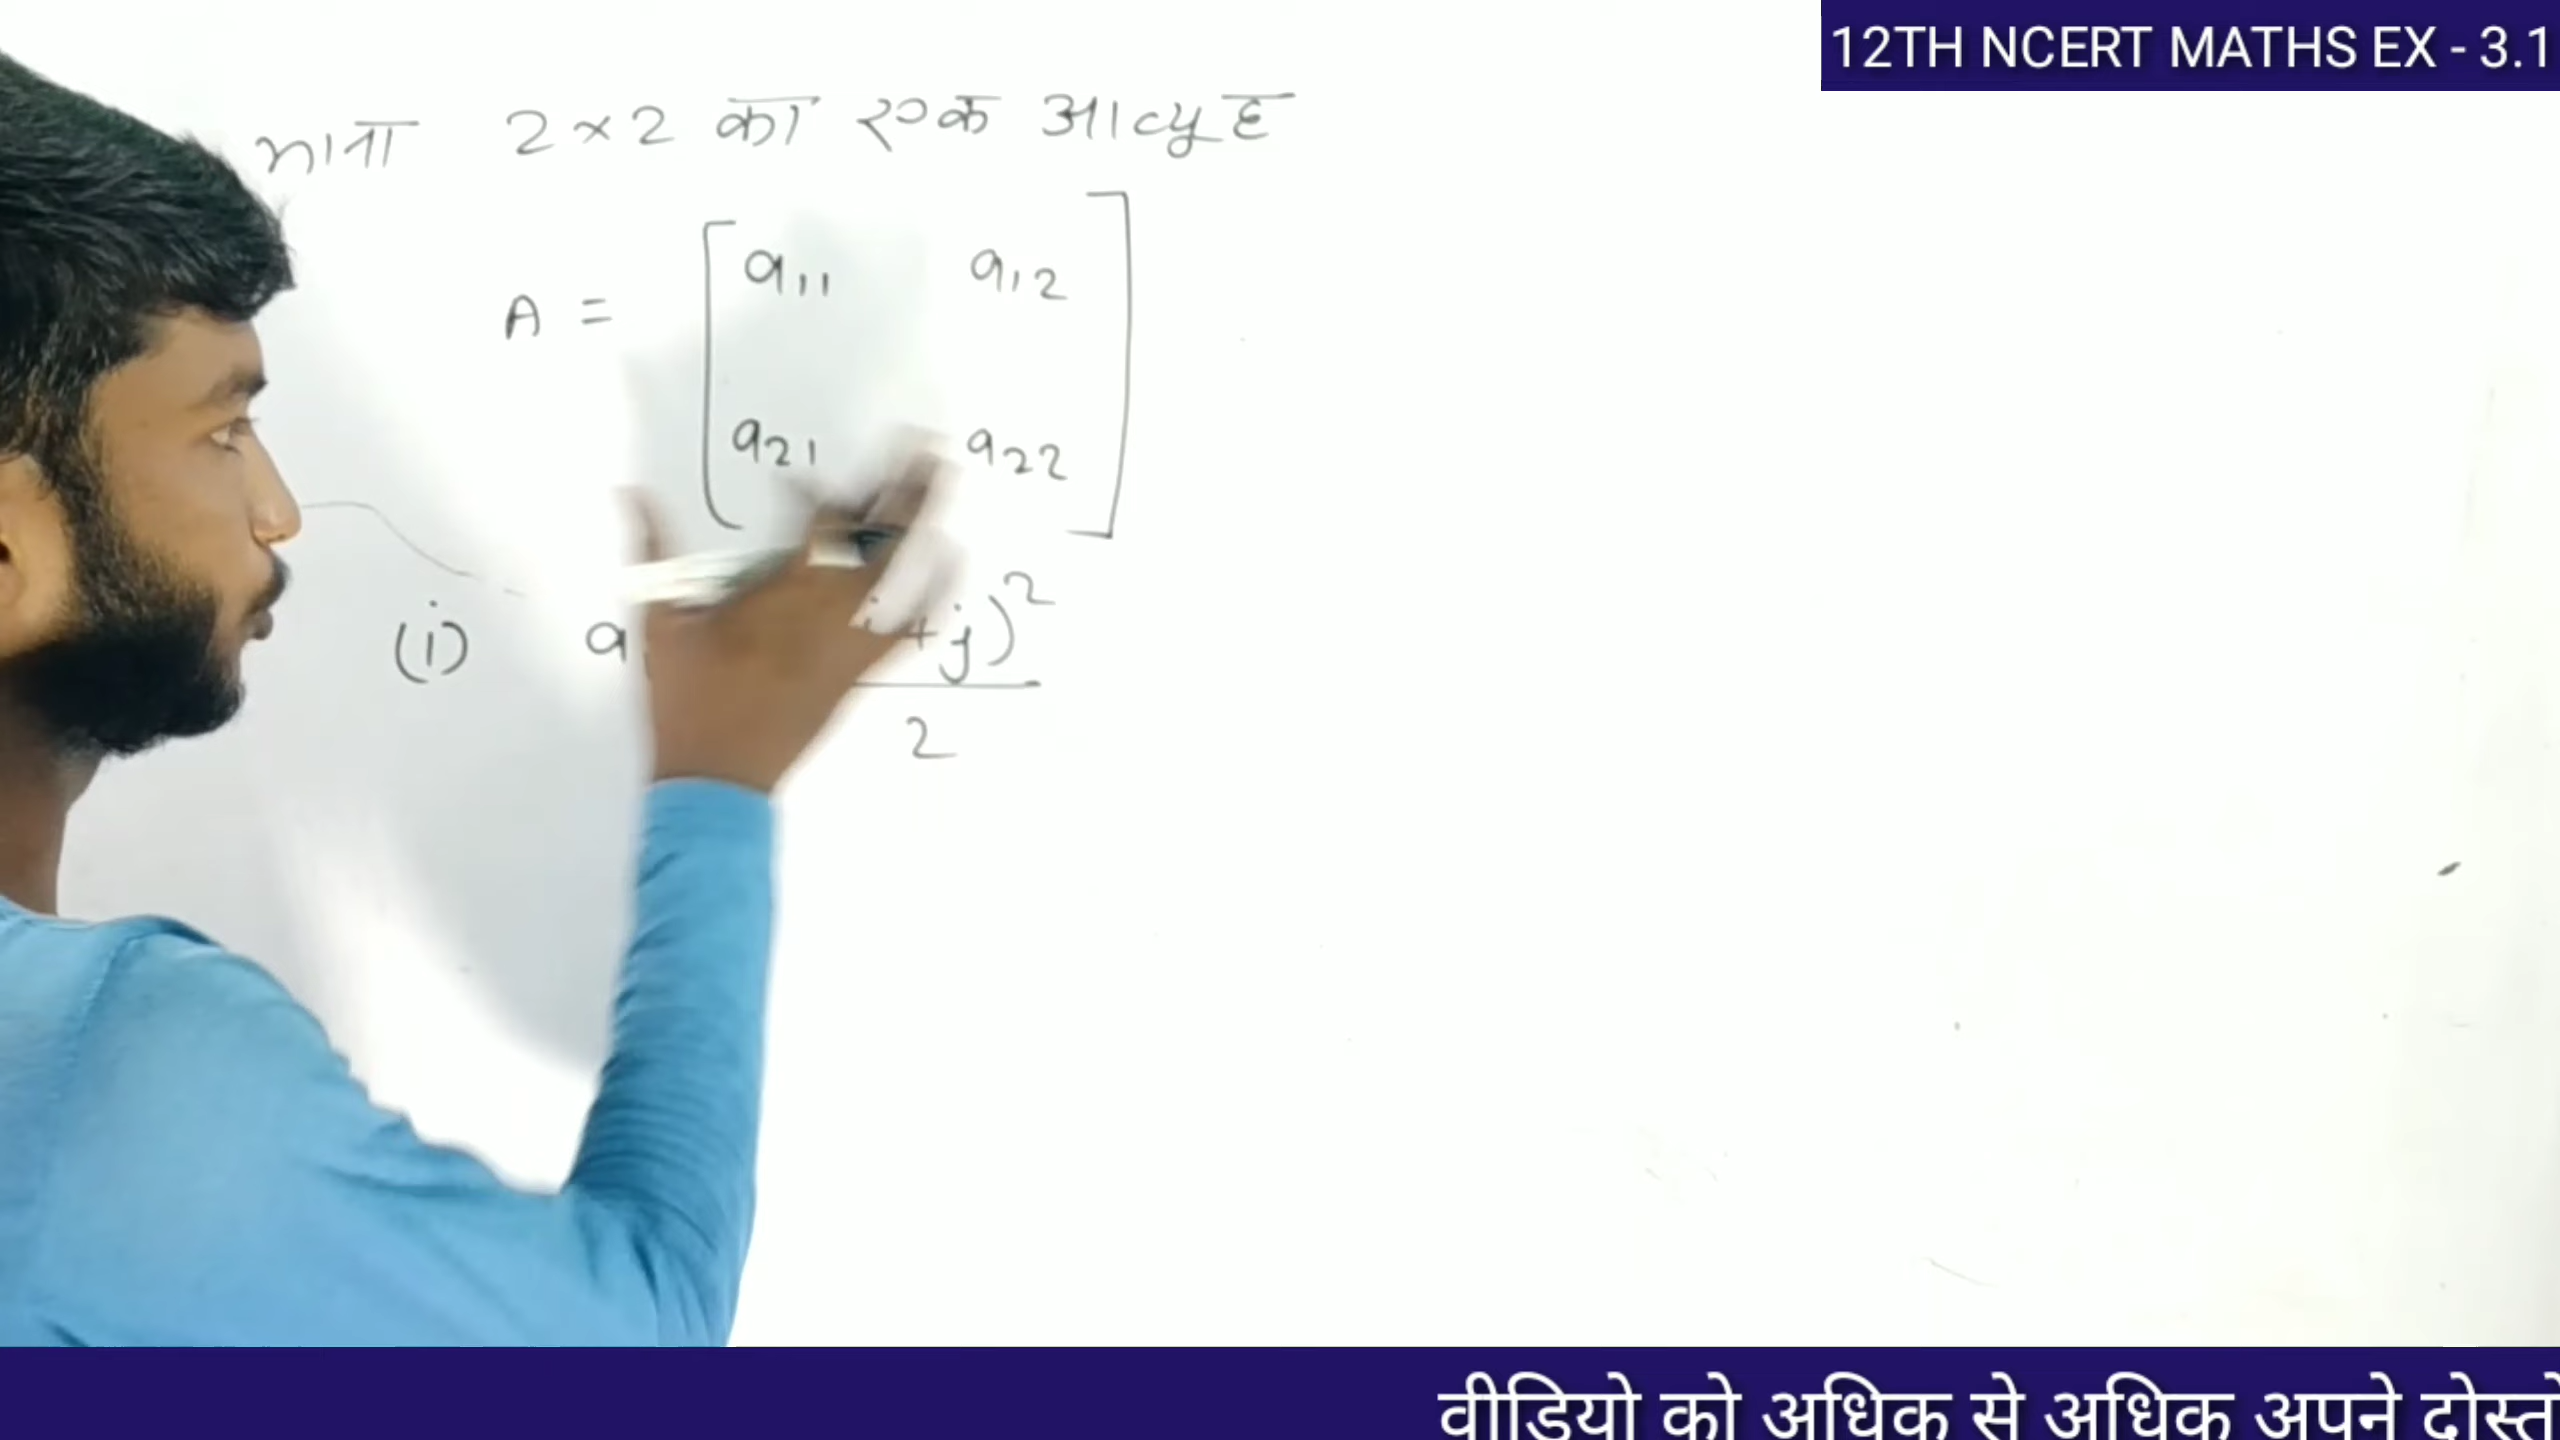 12TH NCERT MATHS EX - 3.1
माना 2×2 का एक आव्यूह
A = [ a11 a12
a21 a22 ]
(i) a i+j)²
2
वीडियो को अधिक से अधिक अपने दोस्तो